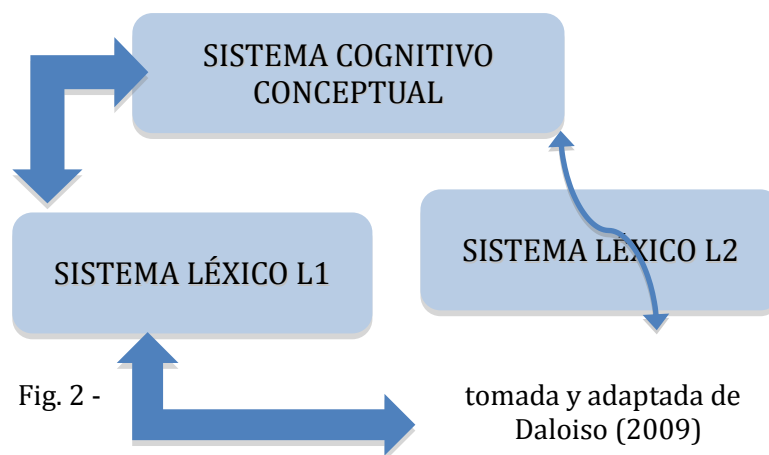 SISTEMA COGNITIVO
CONCEPTUAL
SISTEMA LÉXICO L1
SISTEMA LÉXICO L2
Fig. 2 -
tomada y adaptada de
Daloiso (2009)